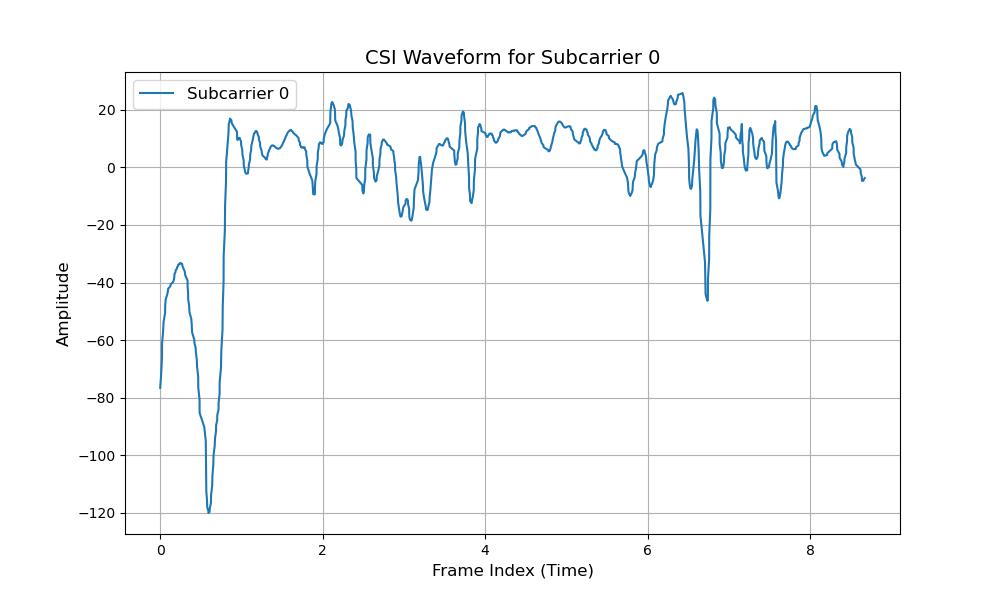 CSI Waveform for Subcarrier 0
Subcarrier 0
Amplitude
20
0
−20
−40
−60
−80
−100
−120
0 2 4 6 8
Frame Index (Time)